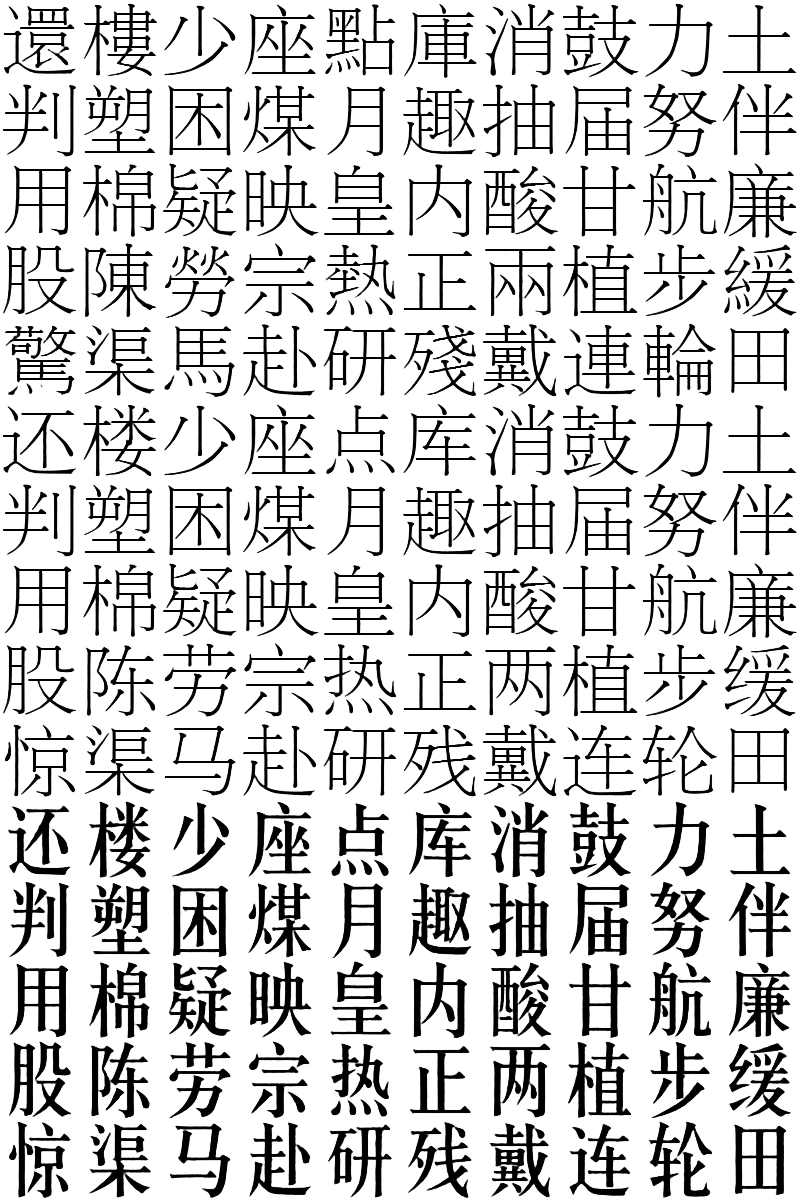 還樓少座點庫消鼓力土
判塑困煤月趣抽届努伴
用棉疑映皇内酸甘航廉
股陳勞宗熱正兩植步緩
驚渠馬赴研殘戴連輪田
还楼少座点库消鼓力土
判塑困煤月趣抽届努伴
用棉疑映皇内酸甘航廉
股陈劳宗热正两植步缓
惊渠马赴研残戴连轮田
还楼少座点库消鼓力土
判塑困煤月趣抽届努伴
用棉疑映皇内酸甘航廉
股陈劳宗热正两植步缓
惊渠马赴研残戴连轮田